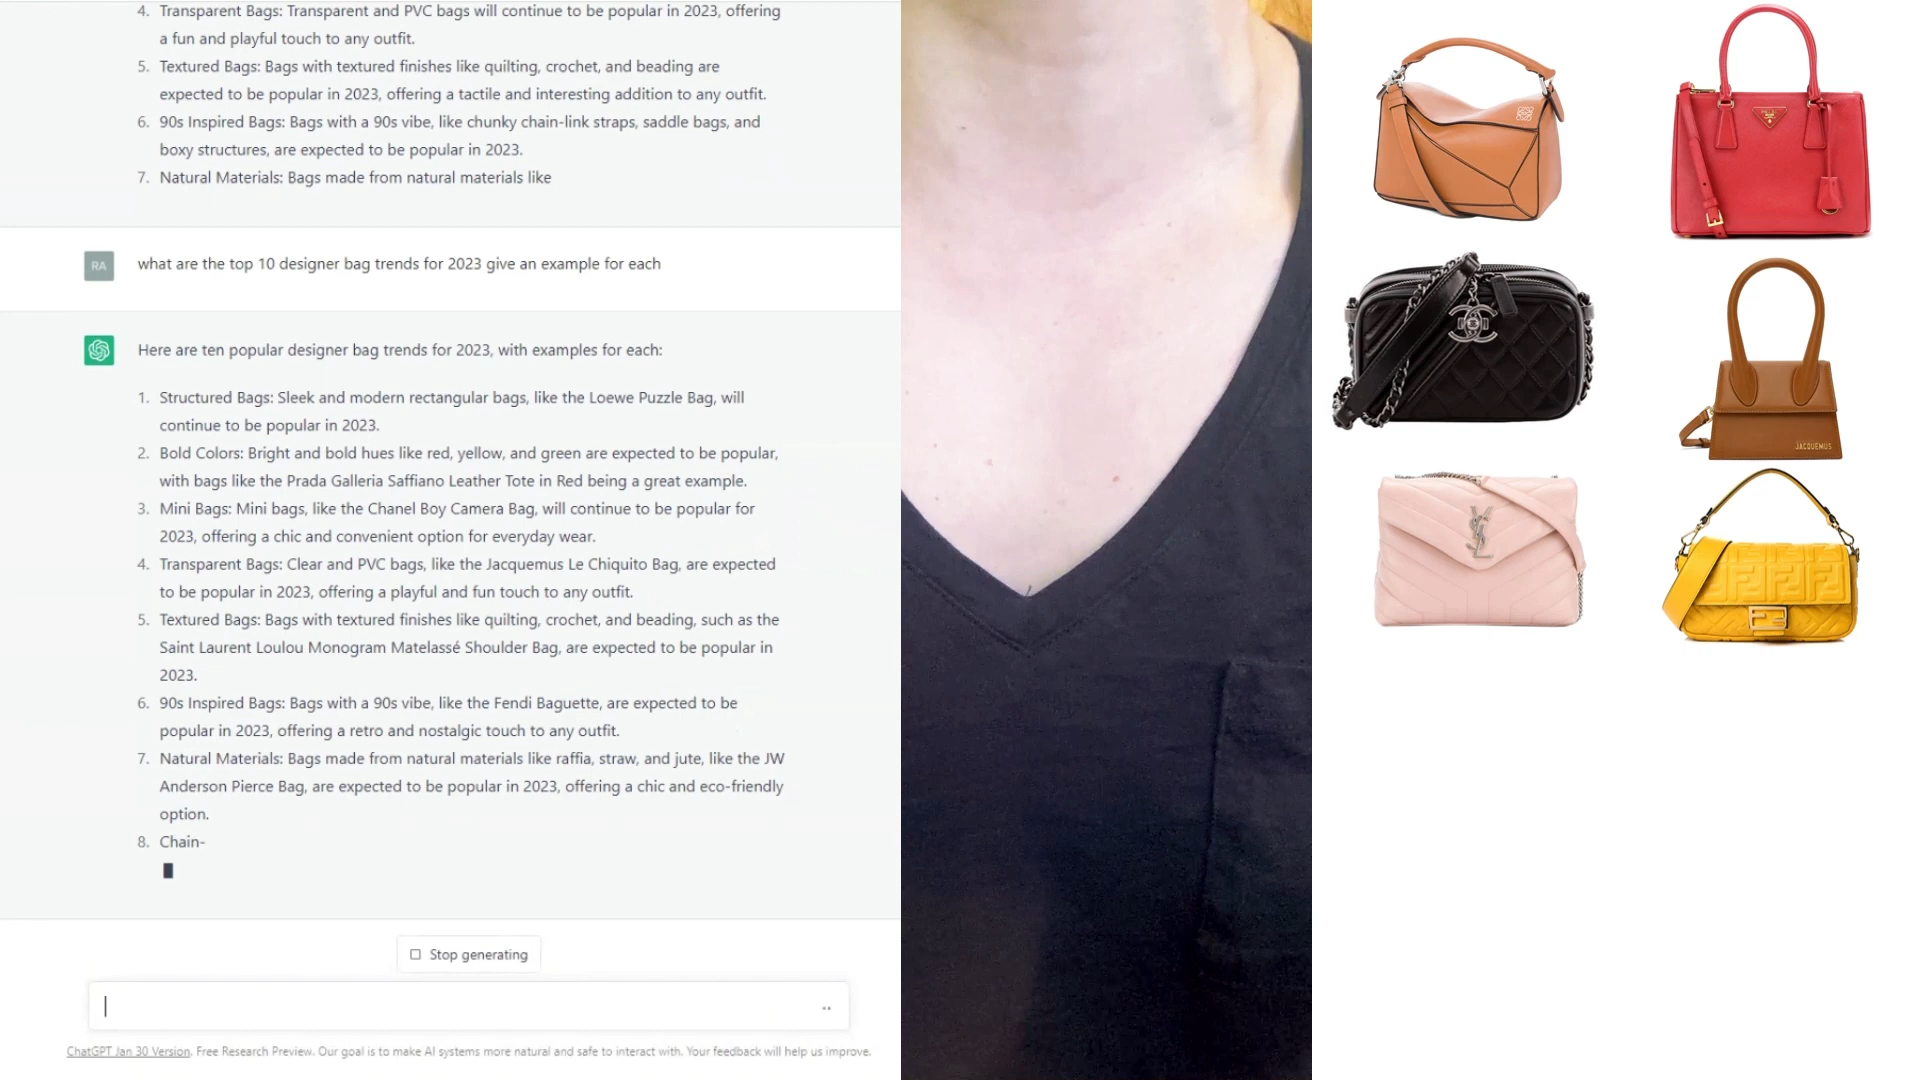 4. Transparent Bags: Transparent and PVC bags will continue to be popular in 2023, offering
a fun and playful touch to any outfit.
5. Textured Bags: Bags with textured finishes like quilting, crochet, and beading are
expected to be popular in 2023, offering a tactile and interesting addition to any outfit.
6. 90s Inspired Bags: Bags with a 90s vibe, like chunky chain-link straps, saddle bags, and
boxy structures, are expected to be popular in 2023.
7. Natural Materials: Bags made from natural materials like
RA
what are the top 10 designer bag trends for 2023 give an example for each
Here are ten popular designer bag trends for 2023, with examples for each:
1. Structured Bags: Sleek and modern rectangular bags, like the Loewe Puzzle Bag, will
continue to be popular in 2023.
2. Bold Colors: Bright and bold hues like red, yellow, and green are expected to be popular,
with bags like the Prada Galleria Saffiano Leather Tote in Red being a great example.
3. Mini Bags: Mini bags, like the Chanel Boy Camera Bag, will continue to be popular for
2023, offering a chic and convenient option for everyday wear.
4. Transparent Bags: Clear and PVC bags, like the Jacquemus Le Chiquito Bag, are expected
to be popular in 2023, offering a playful and fun touch to any outfit.
5. Textured Bags: Bags with textured finishes like quilting, crochet, and beading, such as the
Saint Laurent Loulou Monogram Matelassé Shoulder Bag, are expected to be popular in
2023.
6. 90s Inspired Bags: Bags with a 90s vibe, like the Fendi Baguette, are expected to be
popular in 2023, offering a retro and nostalgic touch to any outfit.
7. Natural Materials: Bags made from natural materials like raffia, straw, and jute, like the JW
Anderson Pierce Bag, are expected to be popular in 2023, offering a chic and eco-friendly
option.
8. Chain-
Stop generating
ChatGPT Jan 30 Version. Free Research Preview. Our goal is to make AI systems more natural and safe to interact with. Your feedback will help us improve.
PRADA
JACQUEMUS
YSL